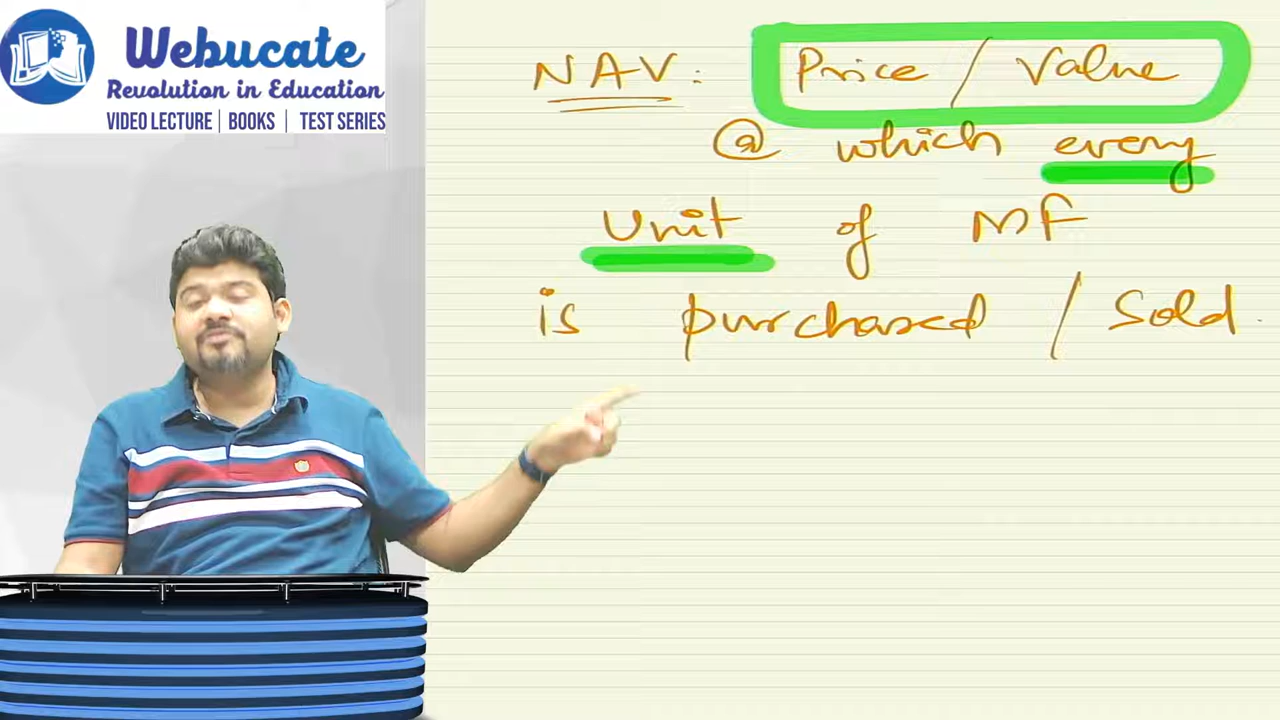 Webucate
Revolution in Education
VIDEO LECTURE | BOOKS | TEST SERIES
NAV: Price / Value
@ which every
Unit of MF
is purchased / Sold.